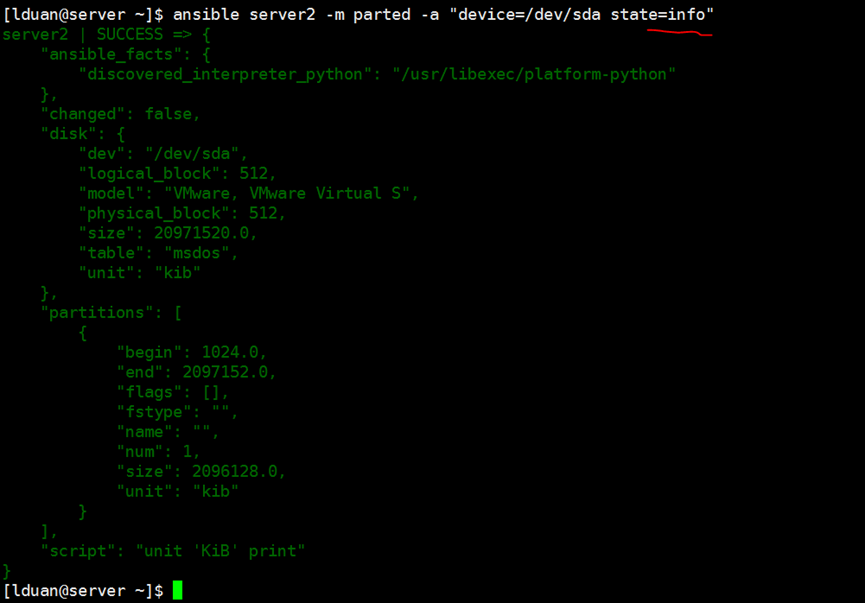 [lduan@server ~]$ ansible server2 -m parted -a "device=/dev/sda state=info"
server2 | SUCCESS => {
    "ansible_facts": {
        "discovered_interpreter_python": "/usr/libexec/platform-python"
    },
    "changed": false,
    "disk": {
        "dev": "/dev/sda",
        "logical_block": 512,
        "model": "VMware, VMware Virtual S",
        "physical_block": 512,
        "size": 20971520.0,
        "table": "msdos",
        "unit": "kib"
    },
    "partitions": [
        {
            "begin": 1024.0,
            "end": 2097152.0,
            "flags": [],
            "fstype": "",
            "name": "",
            "num": 1,
            "size": 2096128.0,
            "unit": "kib"
        }
    ],
    "script": "unit 'KiB' print"
}
[lduan@server ~]$